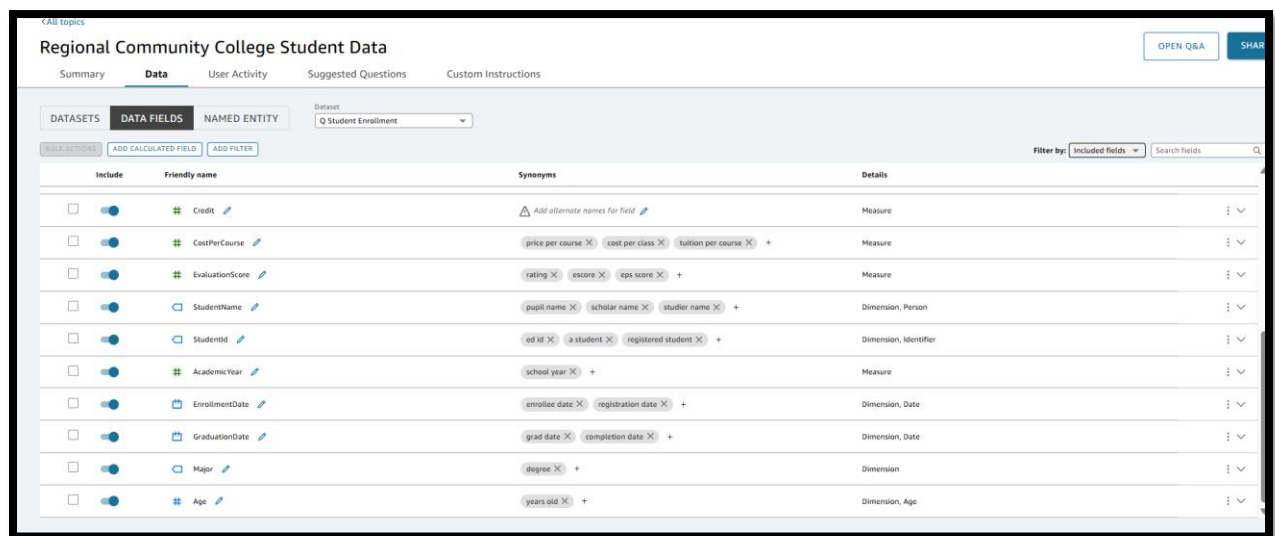 <All topics
Regional Community College Student Data
OPEN Q&A
SHAR
Summary Data User Activity Suggested Questions Custom Instructions
DATASETS DATA FIELDS NAMED ENTITY
Dataset
Q Student Enrollment
BULK ACTIONS ADD CALCULATED FIELD ADD FILTER
Filter by: Included fields Search fields
Include Friendly name Synonyms Details
# Credit Add alternate names for field Measure
# CostPerCourse price per course X cost per class X tuition per course X + Measure
# EvaluationScore rating X escore X eps score X + Measure
StudentName pupil name X scholar name X studier name X + Dimension, Person
StudentId ed id X a student X registered student X + Dimension, Identifier
# AcademicYear school year X + Measure
EnrollmentDate enrollee date X registration date X + Dimension, Date
GraduationDate grad date X completion date X + Dimension, Date
Major degree X + Dimension
# Age years old X + Dimension, Age